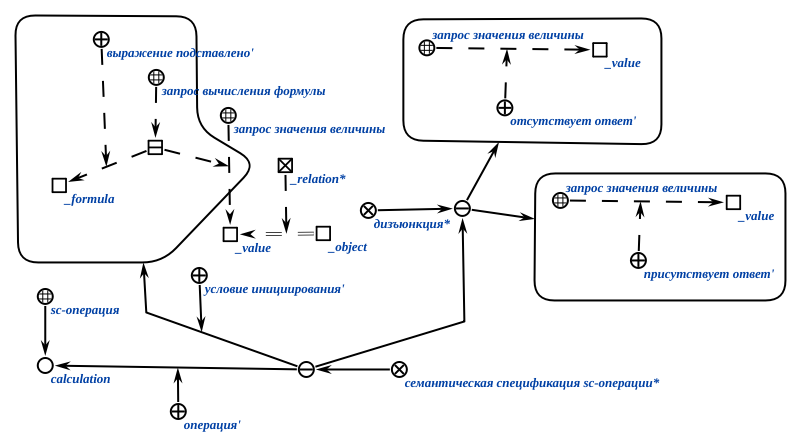 запрос значения величины
_value
отсутствует ответ'
выражение подставлено'
запрос вычисления формулы
запрос значения величины
_relation*
_formula
_value
_object
дизъюнкция*
запрос значения величины
_value
присутствует ответ'
условие инициирования'
sc-операция
calculation
семантическая спецификация sc-операции*
операция'